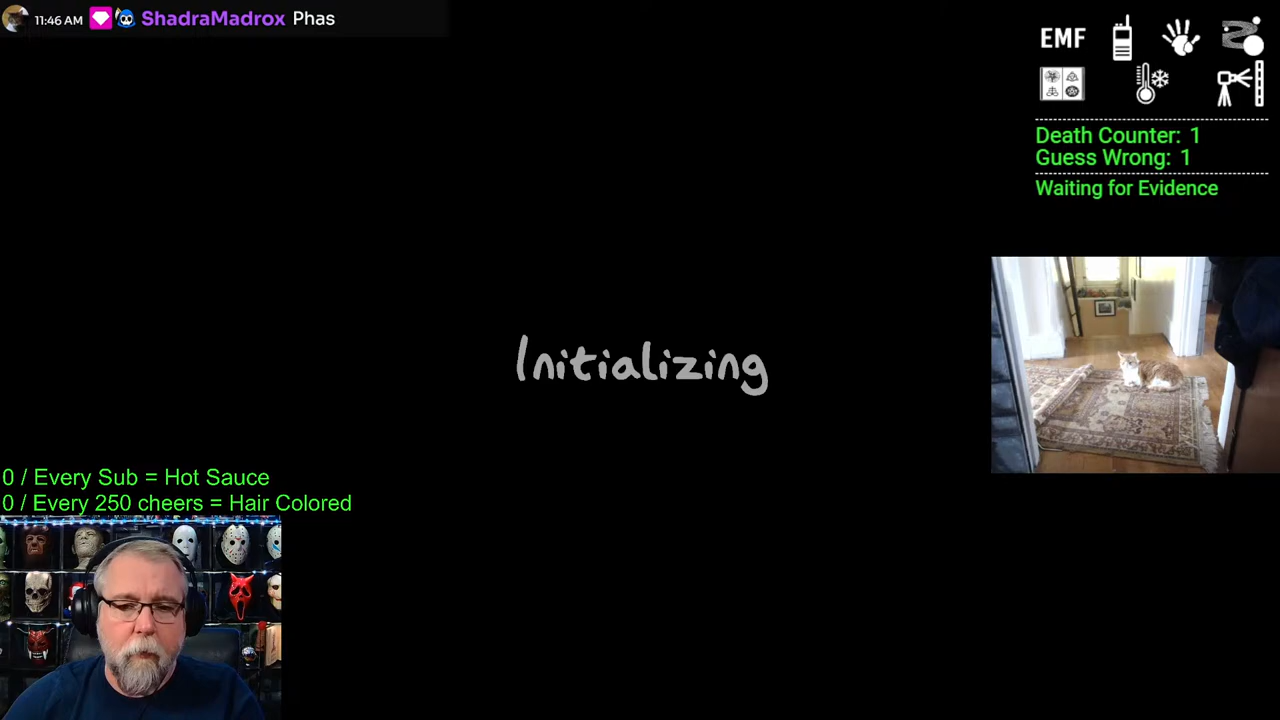 11:46 AM ShadraMadrox Phas
EMF
Death Counter: 1
Guess Wrong: 1
Waiting for Evidence
Initializing
0 / Every Sub = Hot Sauce
0 / Every 250 cheers = Hair Colored